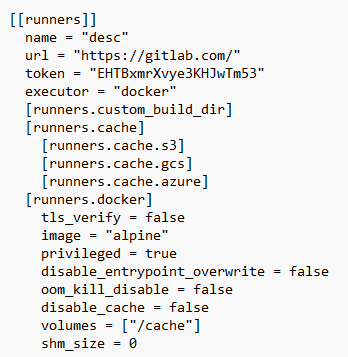 [[runners]]
name = "desc"
url = "https://gitlab.com/"
token = "EHTBxmrXvye3KHJwTm53"
executor = "docker"
[runners.custom_build_dir]
[runners.cache]
[runners.cache.s3]
[runners.cache.gcs]
[runners.cache.azure]
[runners.docker]
tls_verify = false
image = "alpine"
privileged = true
disable_entrypoint_overwrite = false
oom_kill_disable = false
disable_cache = false
volumes = ["/cache"]
shm_size = 0